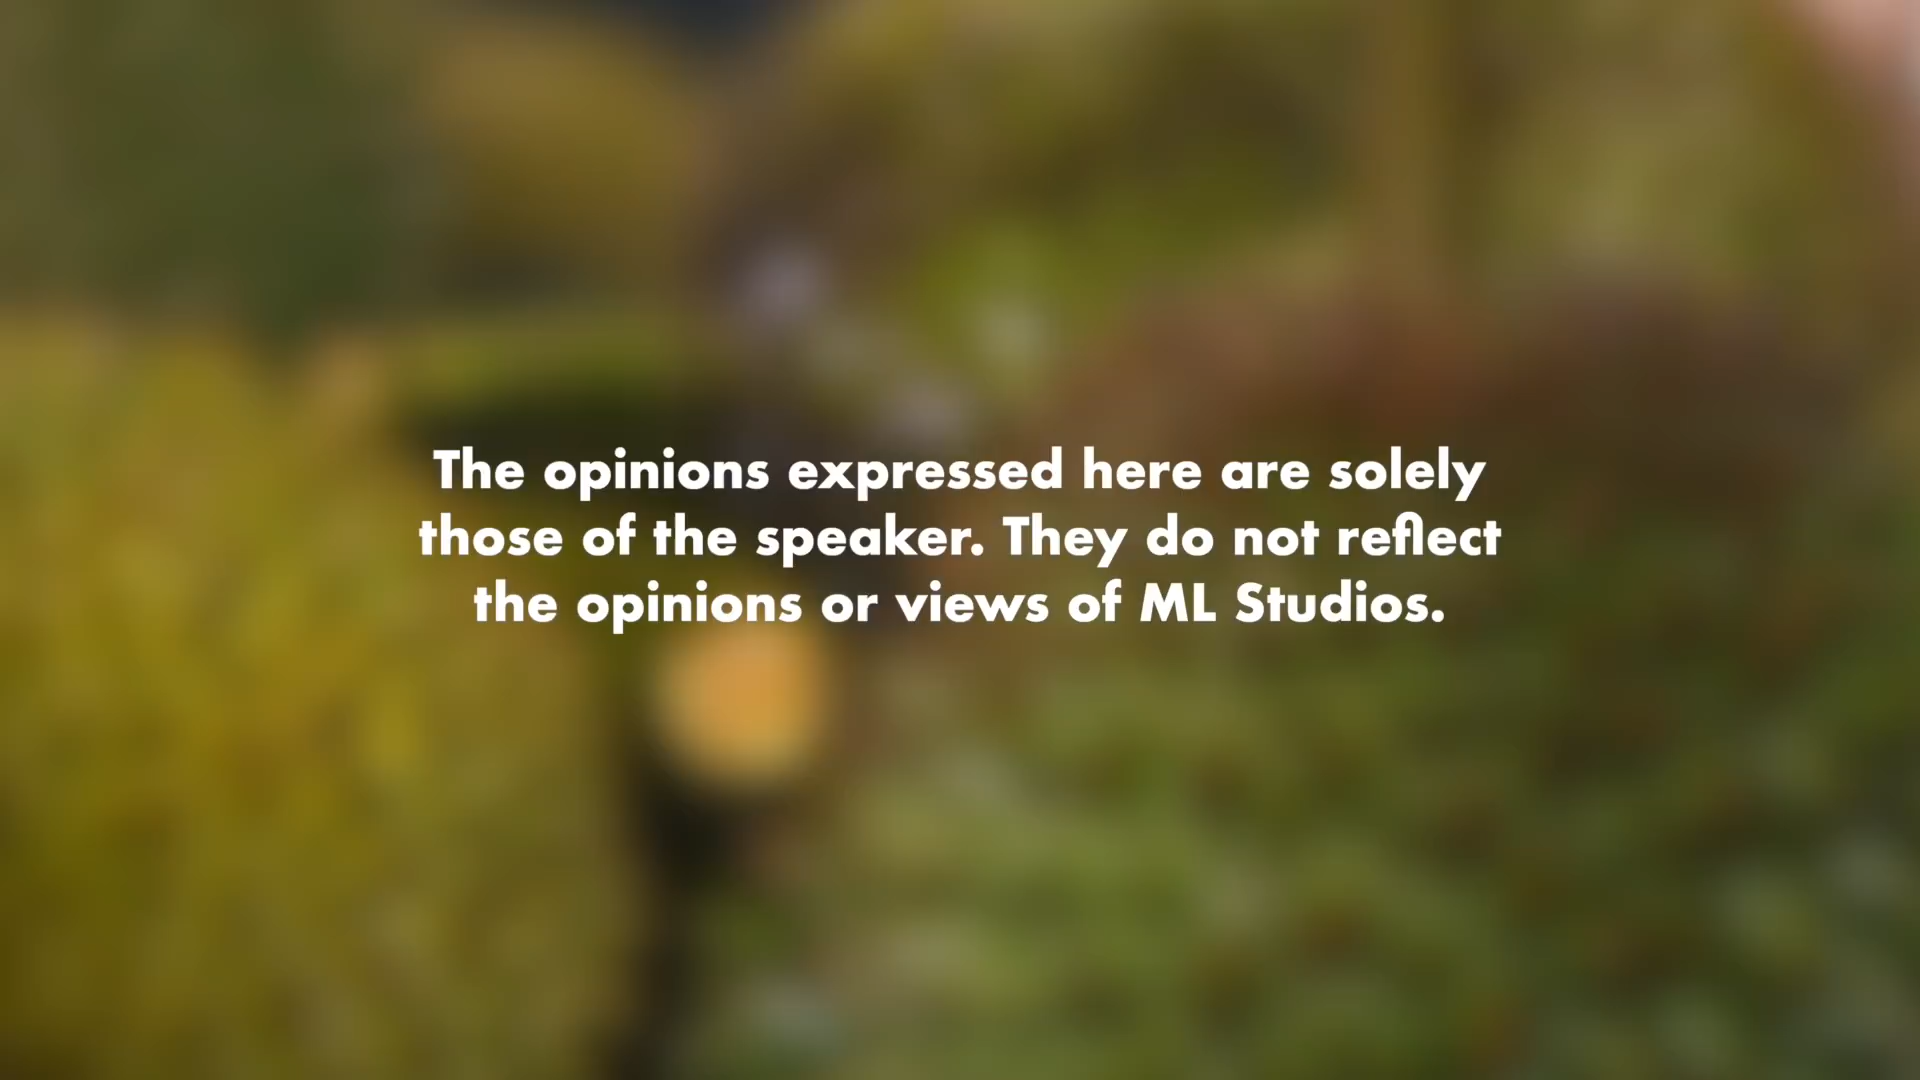 The opinions expressed here are solely
those of the speaker. They do not reflect
the opinions or views of ML Studios.